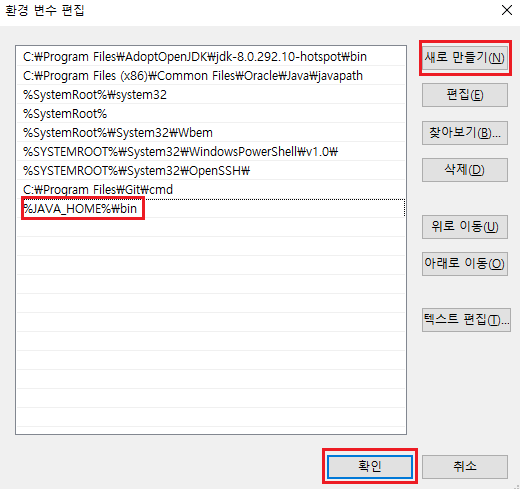 환경 변수 편집
C:₩Program Files₩AdoptOpenJDK₩jdk-8.0.292.10-hotspot₩bin
C:₩Program Files (x86)₩Common Files₩Oracle₩Java₩javapath
%SystemRoot%₩system32
%SystemRoot%
%SystemRoot%₩System32₩Wbem
%SYSTEMROOT%₩System32₩WindowsPowerShell₩v1.0₩
%SYSTEMROOT%₩System32₩OpenSSH₩
C:₩Program Files₩Git₩cmd
%JAVA_HOME%₩bin
새로 만들기(N)
편집(E)
찾아보기(B)...
삭제(D)
위로 이동(U)
아래로 이동(O)
텍스트 편집(T)...
확인
취소